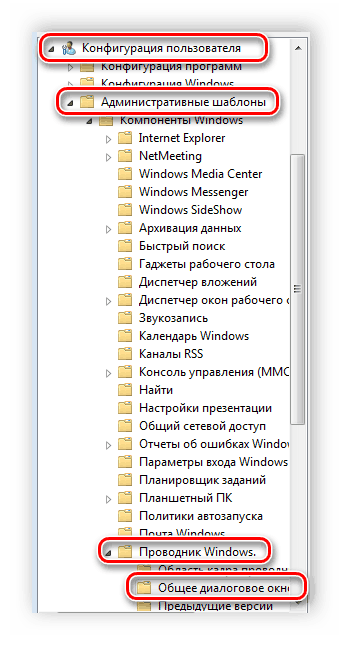 Конфигурация пользователя
Конфигурация программ
Конфигурация Windows
Административные шаблоны
Компоненты Windows
Internet Explorer
NetMeeting
Windows Media Center
Windows Messenger
Windows SideShow
Архивация данных
Быстрый поиск
Гаджеты рабочего стола
Диспетчер вложений
Диспетчер окон рабочего с
Звукозапись
Календарь Windows
Каналы RSS
Консоль управления (MMC
Найти
Настройки презентации
Общий сетевой доступ
Отчеты об ошибках Window
Параметры входа Windows
Планировщик заданий
Планшетный ПК
Политики автозапуска
Почта Windows
Проводник Windows.
Область кадра проводн
Общее диалоговое окн
Предыдущие версии